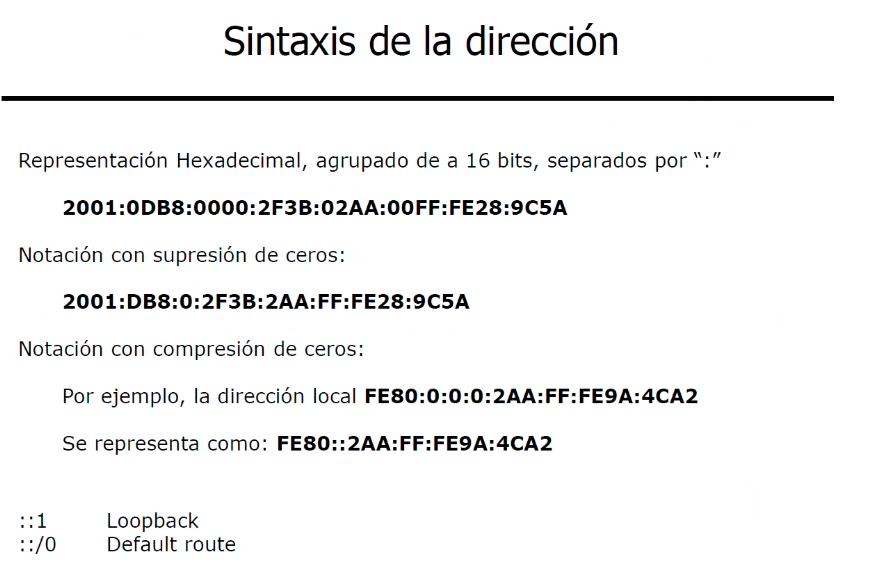 Sintaxis de la dirección
Representación Hexadecimal, agrupado de a 16 bits, separados por “:”
2001:0DB8:0000:2F3B:02AA:00FF:FE28:9C5A
Notación con supresión de ceros:
2001:DB8:0:2F3B:2AA:FF:FE28:9C5A
Notación con compresión de ceros:
Por ejemplo, la dirección local FE80:0:0:0:2AA:FF:FE9A:4CA2
Se representa como: FE80::2AA:FF:FE9A:4CA2
::1 Loopback
::/0 Default route